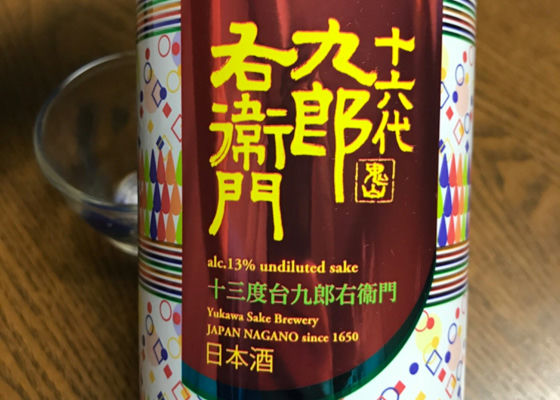 十六代
九郎
右衛門
鬼山
alc.13% undiluted sake
十三度台九郎右衛門
Yukawa Sake Brewery
JAPAN NAGANO since 1650
日本酒